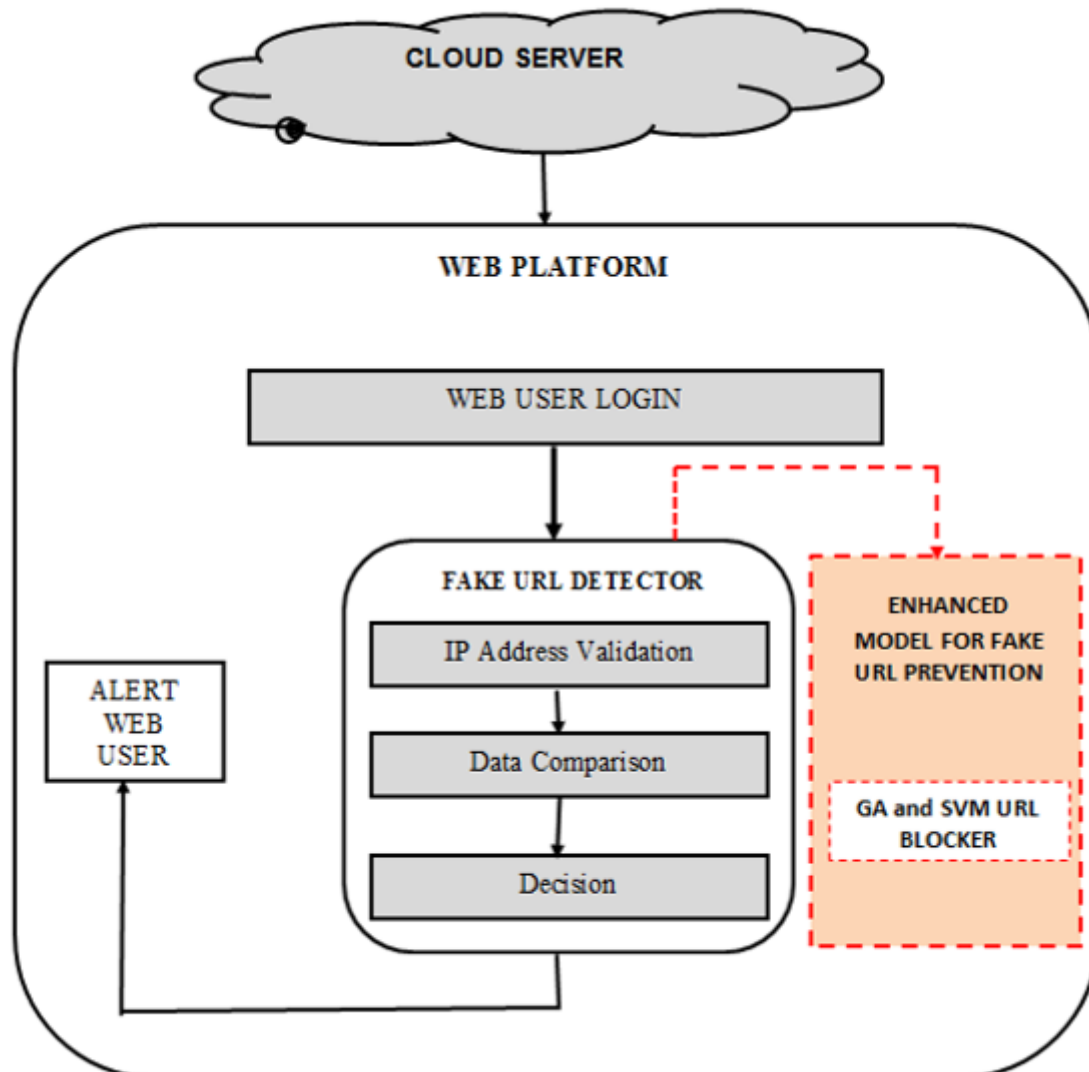 CLOUD SERVER
WEB PLATFORM
WEB USER LOGIN
FAKE URL DETECTOR
IP Address Validation
Data Comparison
Decision
ALERT
WEB
USER
ENHANCED
MODEL FOR FAKE
URL PREVENTION
GA and SVM URL
BLOCKER